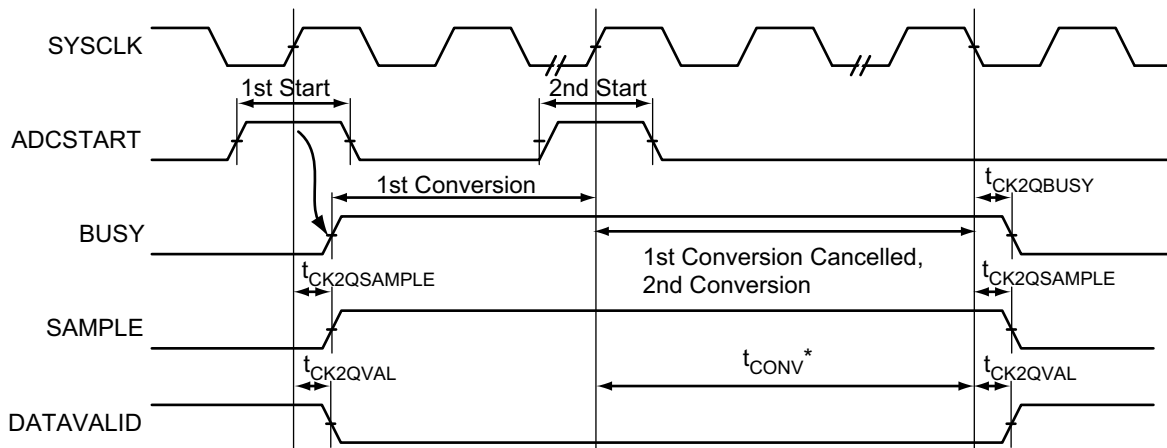 SYSCLK
1st Start
2nd Start
ADCSTART
1st Conversion
tCK2QBUSY
BUSY
1st Conversion Cancelled,
2nd Conversion
tCK2QSAMPLE
tCK2QSAMPLE
SAMPLE
tCK2QVAL
tCONV*
tCK2QVAL
DATAVALID